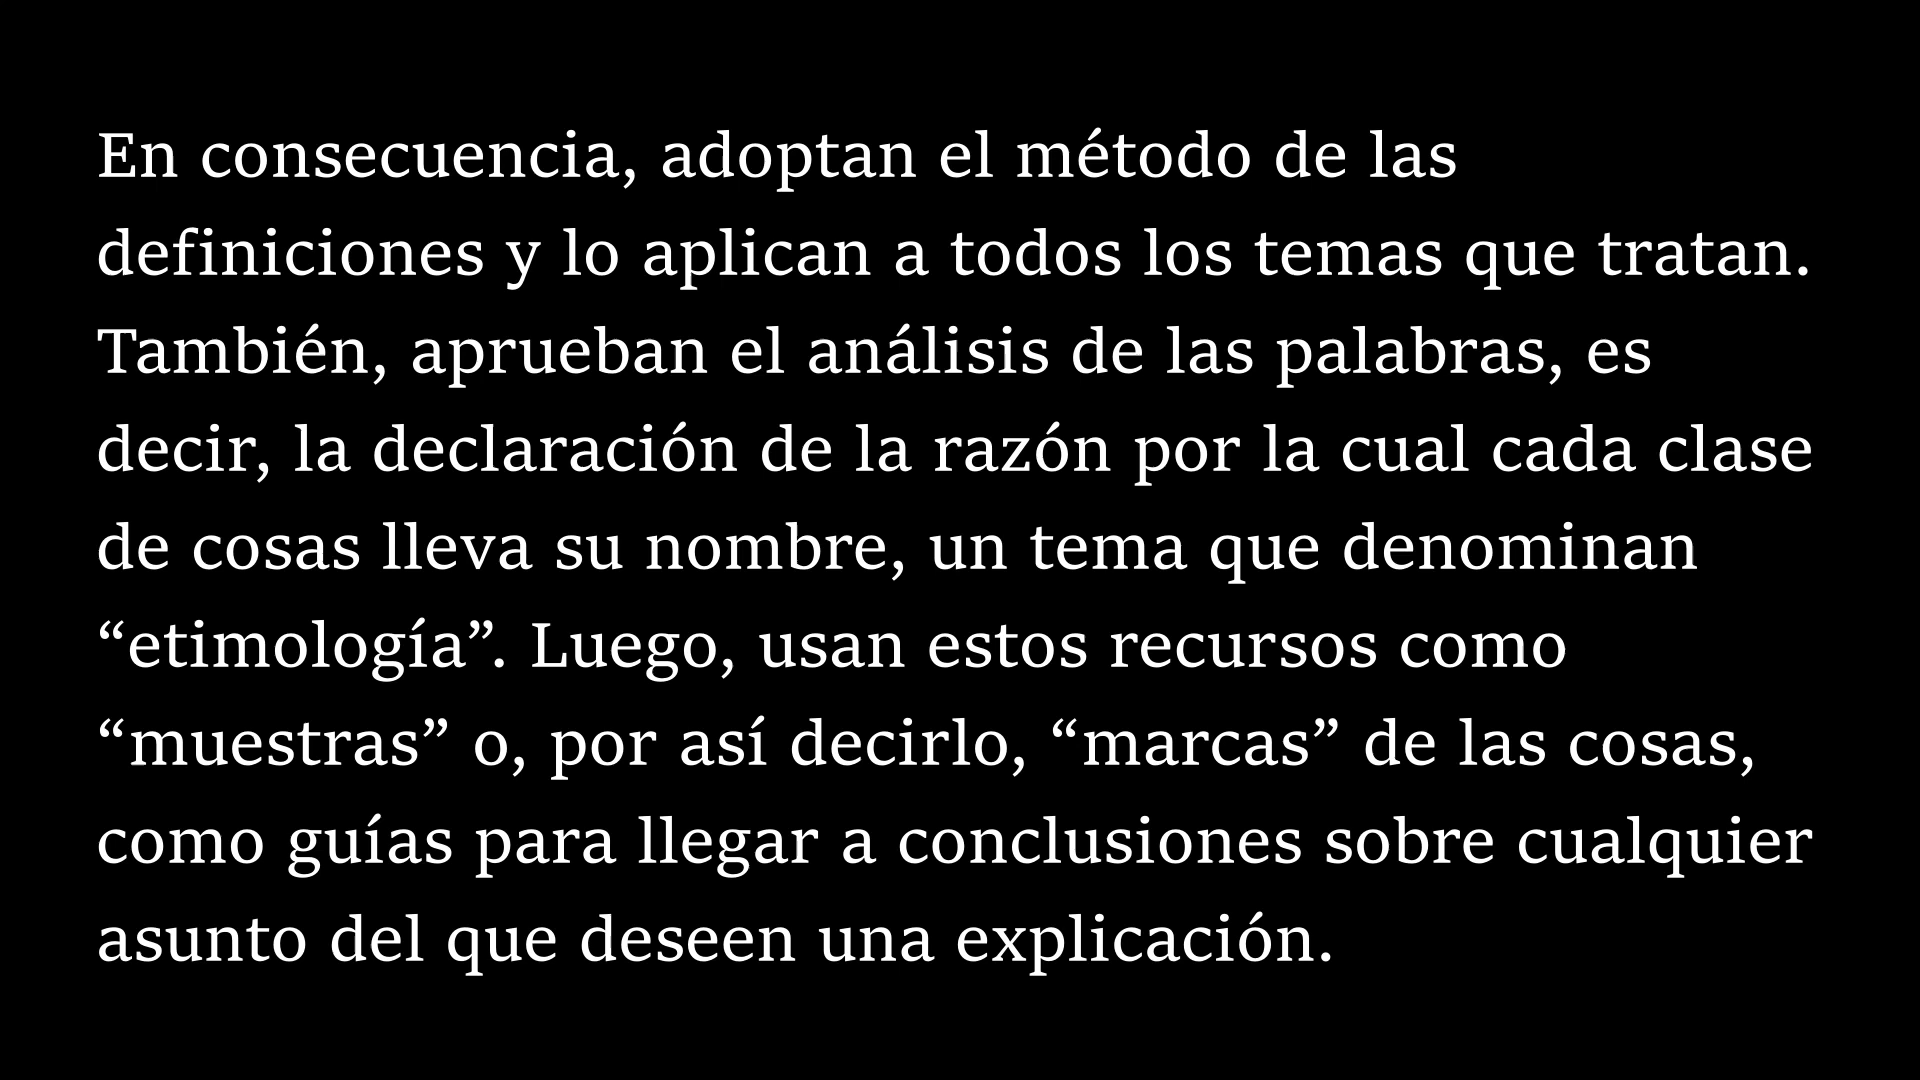 En consecuencia, adoptan el método de las
definiciones y lo aplican a todos los temas que tratan.
También, aprueban el análisis de las palabras, es
decir, la declaración de la razón por la cual cada clase
de cosas lleva su nombre, un tema que denominan
“etimología”. Luego, usan estos recursos como
“muestras” o, por así decirlo, “marcas” de las cosas,
como guías para llegar a conclusiones sobre cualquier
asunto del que deseen una explicación.